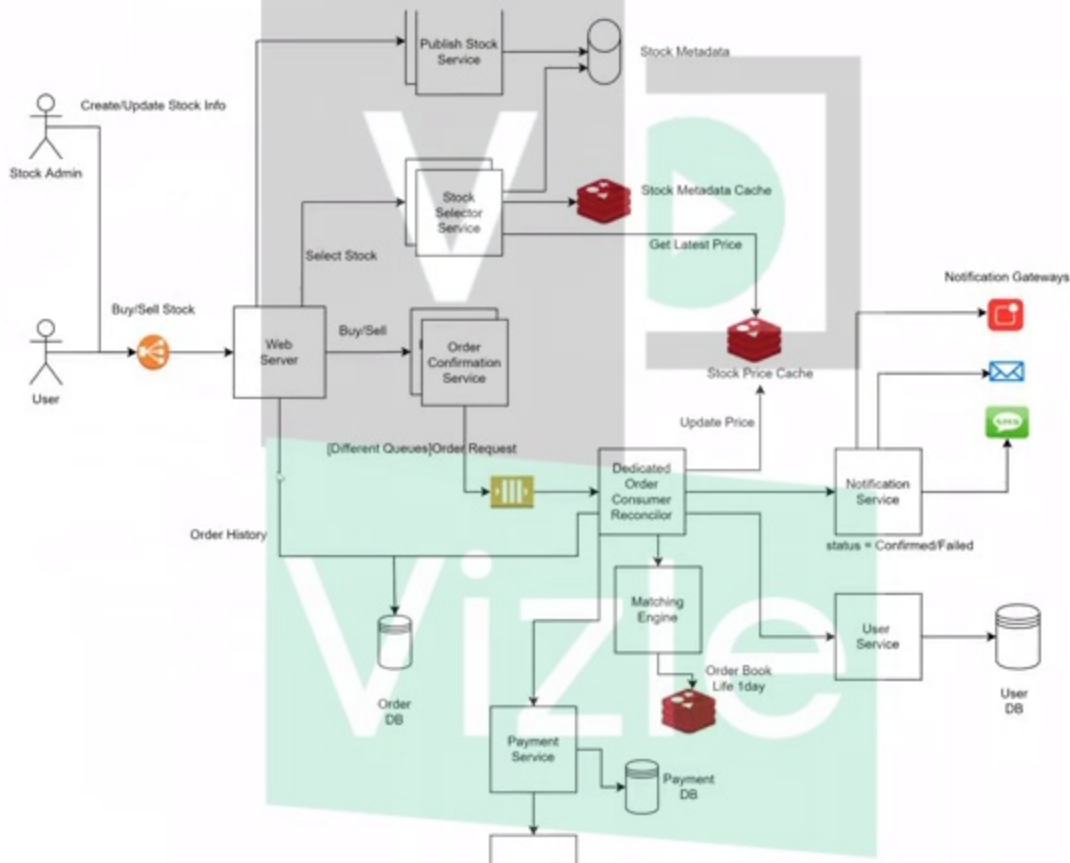 Publish Stock
Service
Stock Metadata
Create/Update Stock Info
Stock Admin
Stock
Selector
Service
Stock Metadata Cache
Get Latest Price
Select Stock
Notification Gateways
Buy/Sell Stock
Web
Server
Buy/Sell
Order
Confirmation
Service
User
Stock Price Cache
Update Price
SMS
[Different Queues]Order Request
Dedicated
Order
Consumer
Reconcilor
Notification
Service
status = Confirmed/Failed
Order History
Matching
Engine
User
Service
Order Book
Life 1day
Order
DB
User
DB
Payment
Service
Payment
DB
V
Vizle